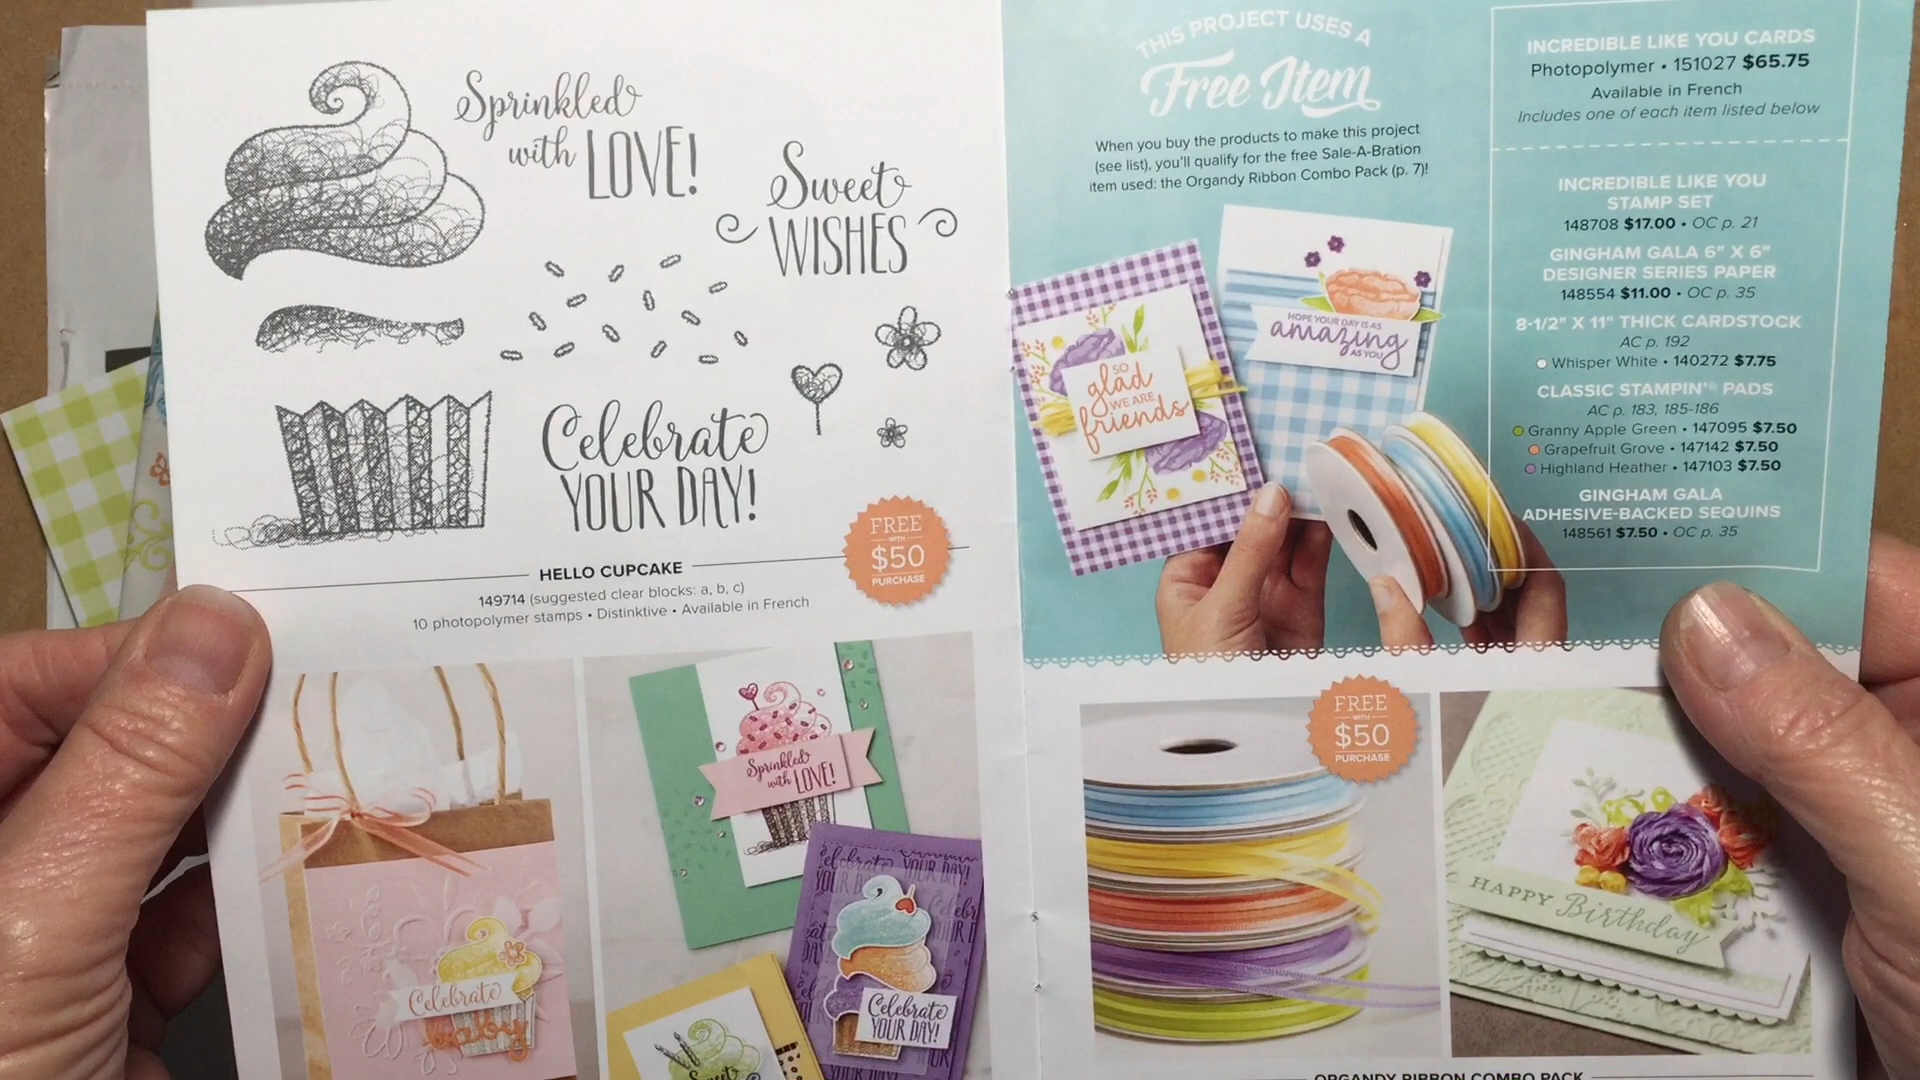 Sprinkled
with LOVE!
Sweet
WISHES
Celebrate
YOUR DAY!
FREE
WITH
$50
PURCHASE
HELLO CUPCAKE
149714 (suggested clear blocks: a, b, c)
10 photopolymer stamps • Distinktive • Available in French
Sprinkled
with LOVE!
Celebrate
baby
Celebrate YOUR DAY!
Celebrate
YOUR DAY!
Sweet
THIS PROJECT USES A
Free Item
When you buy the products to make this project
(see list), you'll qualify for the free Sale-A-Bration
item used: the Organdy Ribbon Combo Pack (p. 7)!
SO
glad
WE ARE
friends
HOPE YOUR DAY IS AS
amazing
AS YOU
INCREDIBLE LIKE YOU CARDS
Photopolymer • 151027 $65.75
Available in French
Includes one of each item listed below
INCREDIBLE LIKE YOU
STAMP SET
148708 $17.00 • OC p. 21
GINGHAM GALA 6" X 6"
DESIGNER SERIES PAPER
148554 $11.00 • OC p. 35
8-1/2" X 11" THICK CARDSTOCK
AC p. 192
Whisper White • 140272 $7.75
CLASSIC STAMPIN'® PADS
AC p. 183, 185-186
Granny Apple Green • 147095 $7.50
Grapefruit Grove • 147142 $7.50
Highland Heather • 147103 $7.50
GINGHAM GALA
ADHESIVE-BACKED SEQUINS
148561 $7.50 • OC p. 35
FREE
WITH
$50
PURCHASE
HAPPY Birthday
ORGANDY RIBBON COMBO PACK